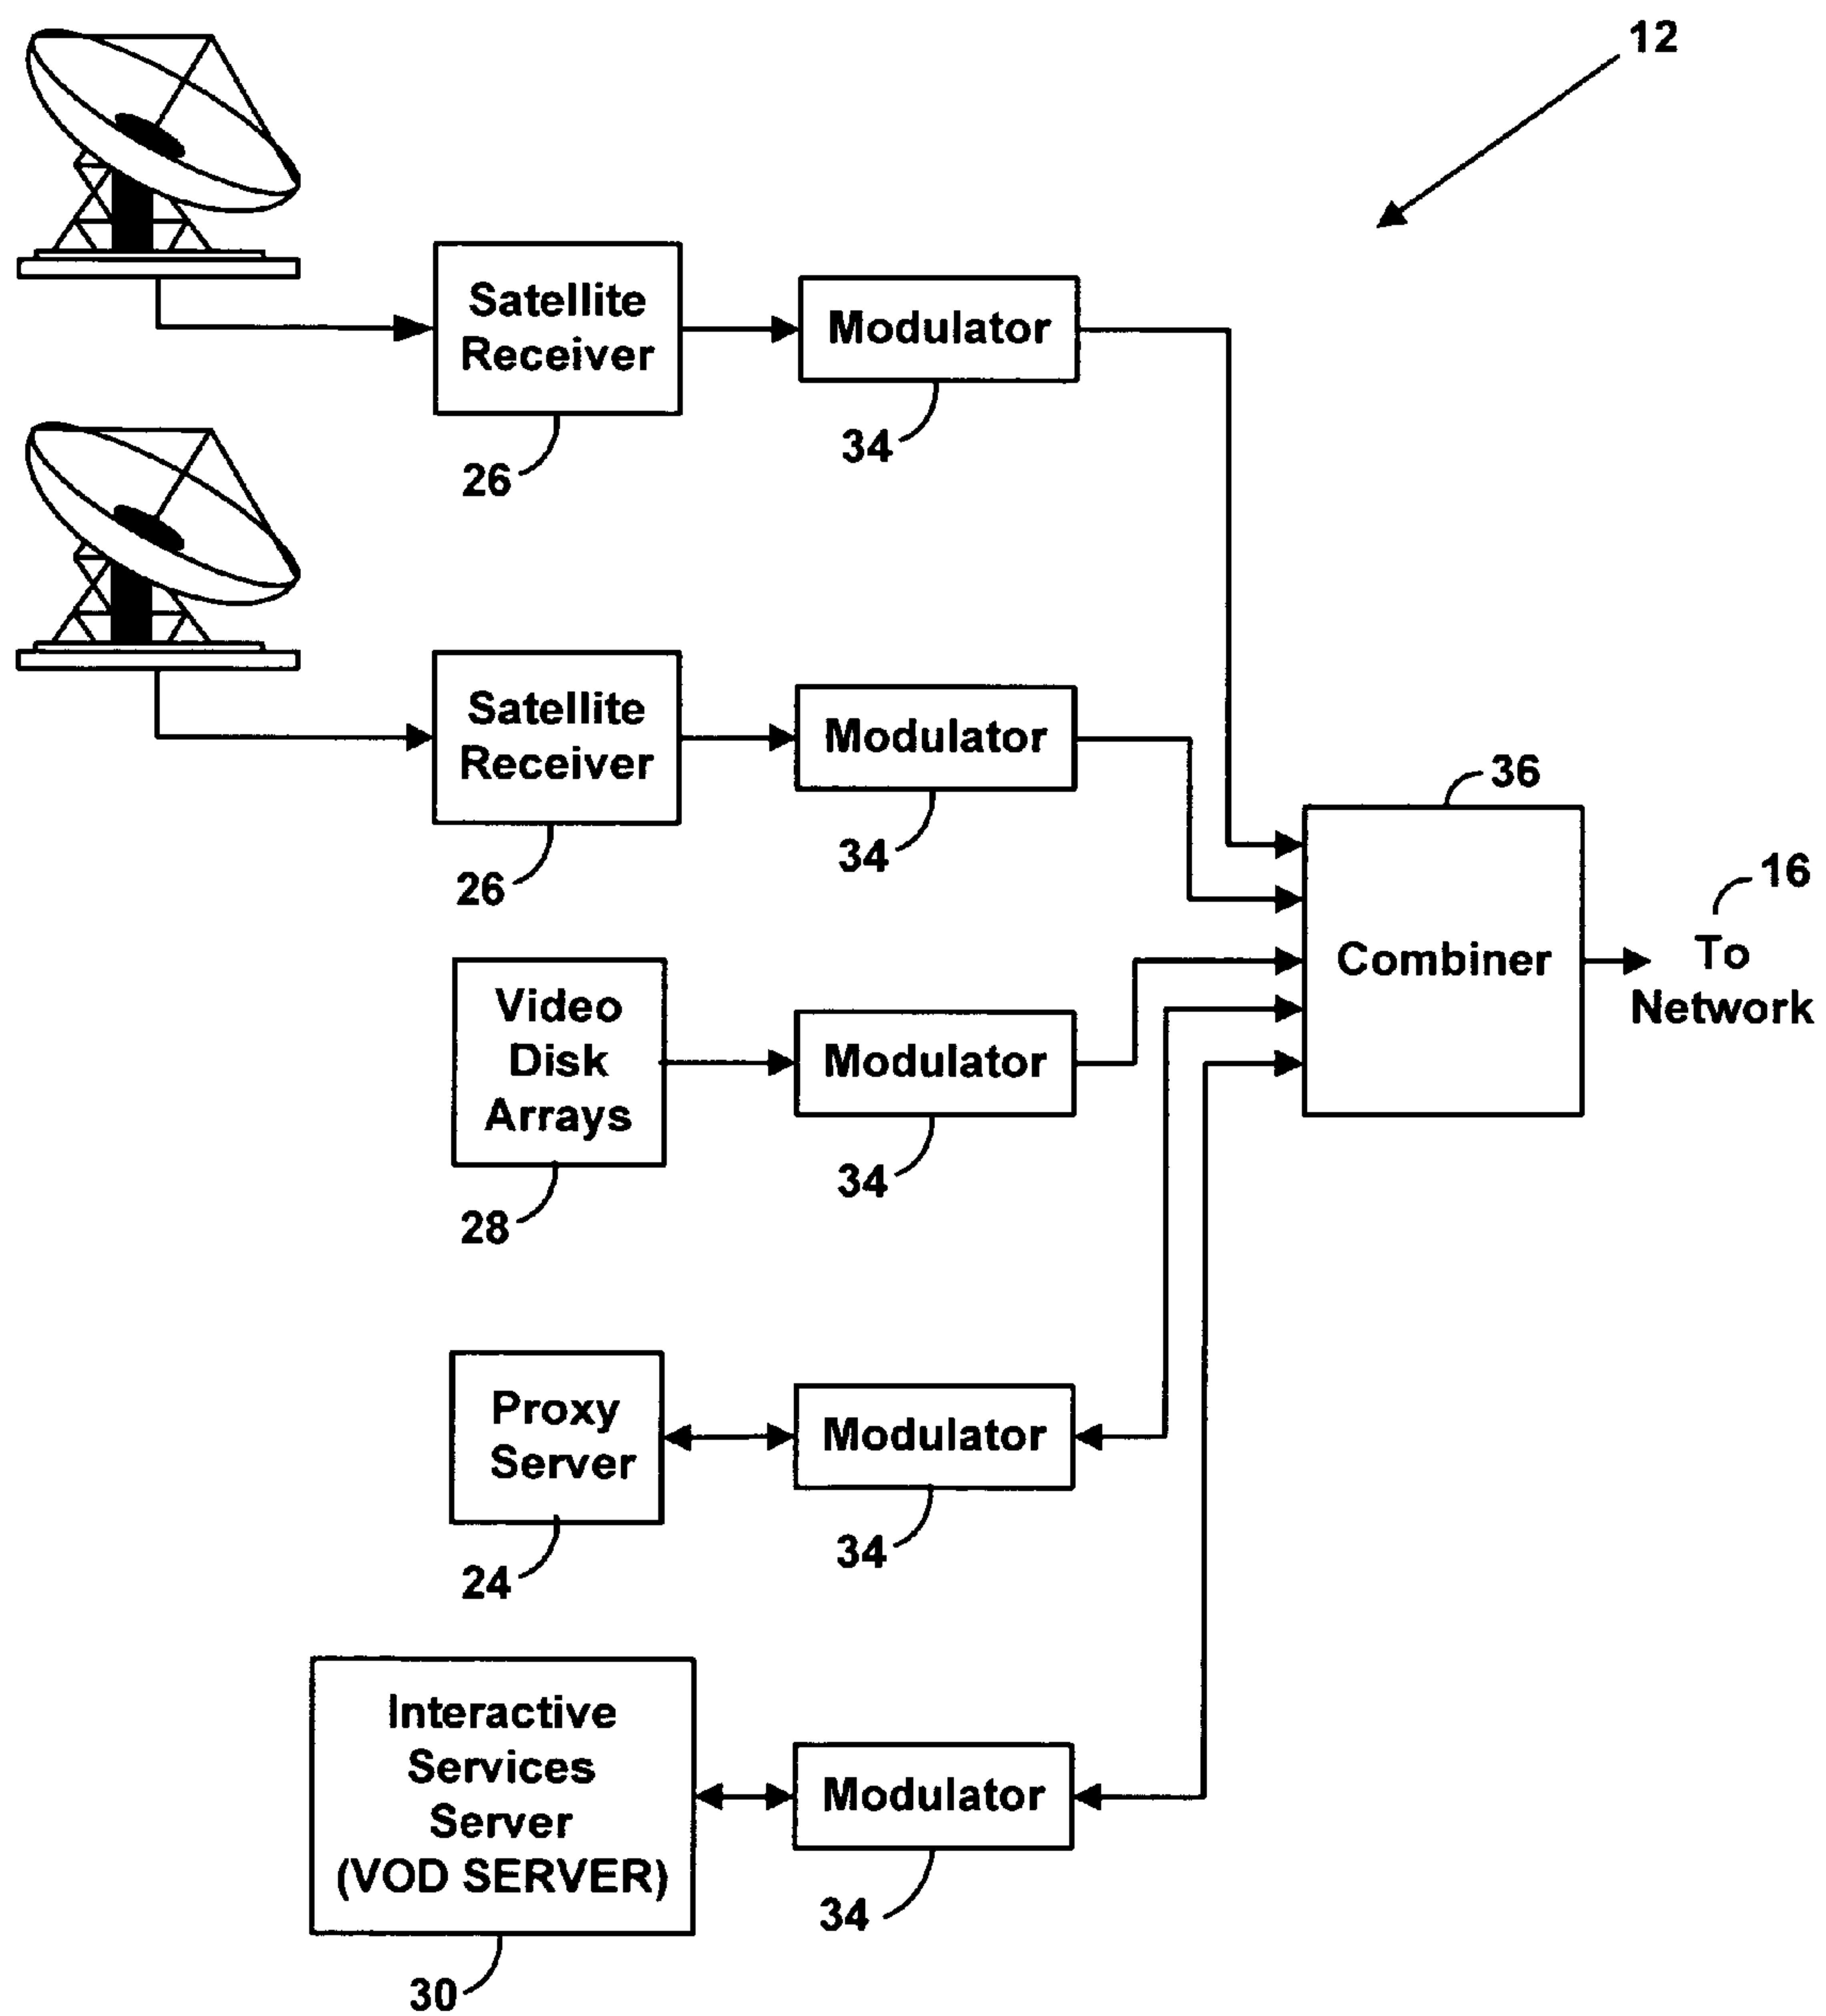 12
Satellite
Receiver
Modulator
34
26
Satellite
Receiver
Modulator
34
26
36
Combiner
16
To
Network
Video
Disk
Arrays
Modulator
34
28
Proxy
Server
Modulator
34
24
Interactive
Services
Server
(VOD SERVER)
Modulator
34
30